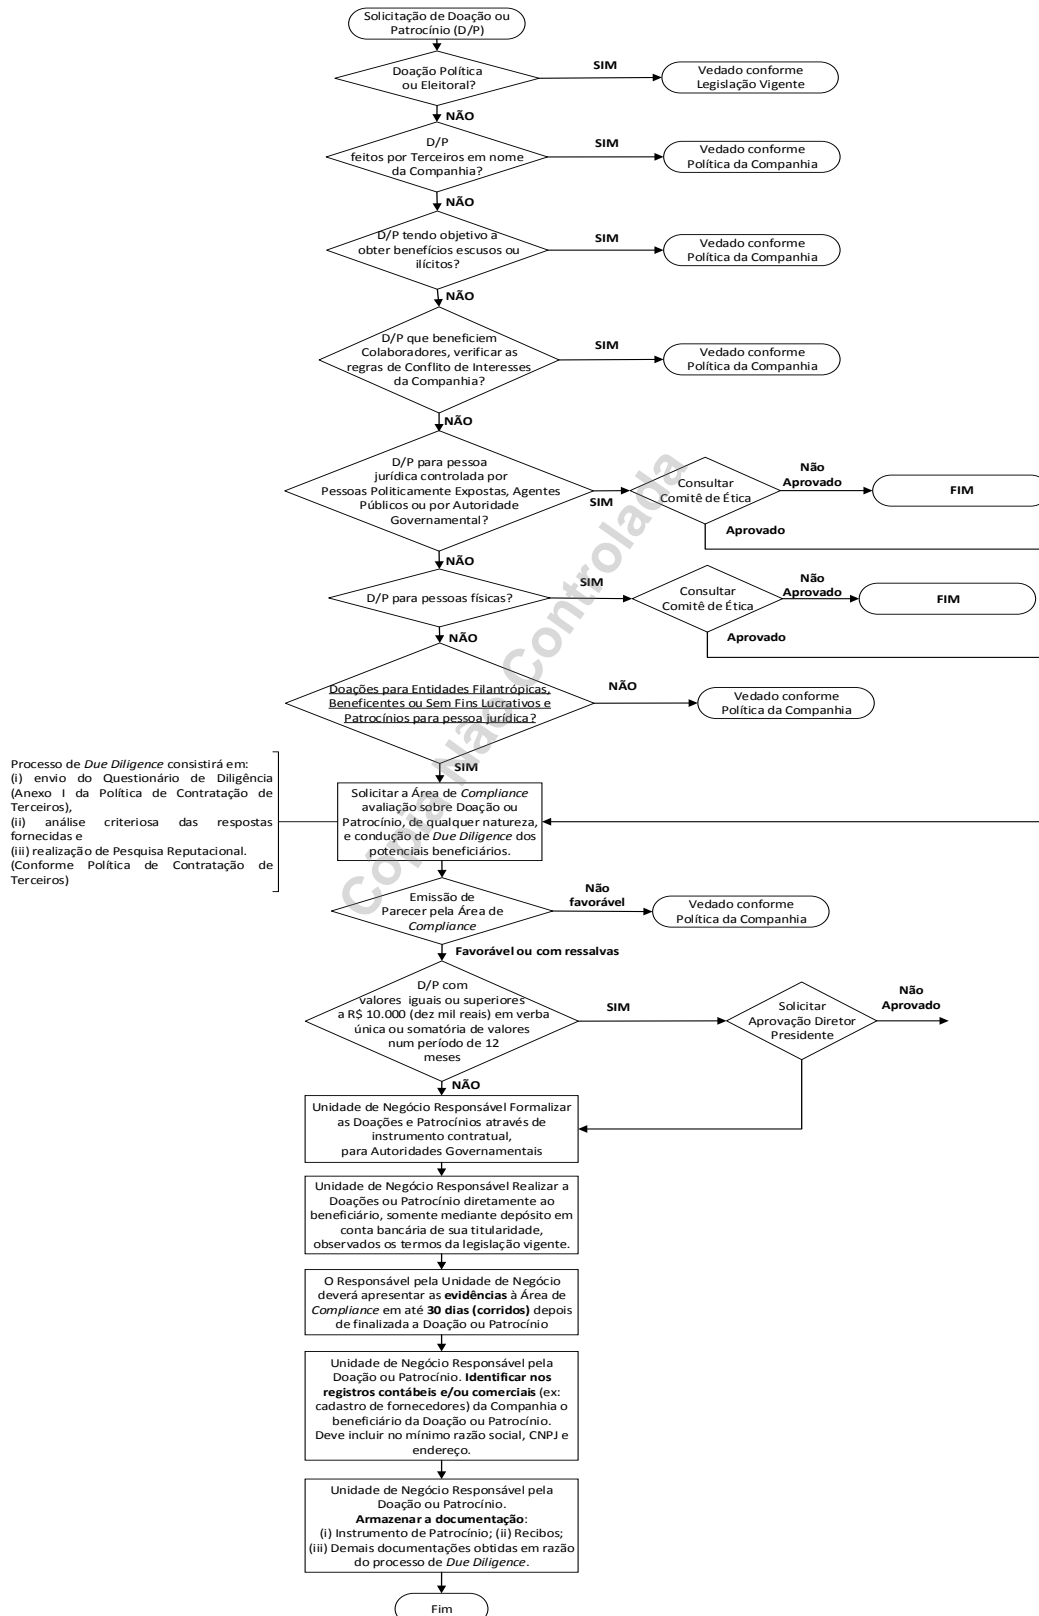 Solicitação de Doação ou
Patrocínio (D/P)
Doação Política
ou Eleitoral?
SIM
Vedado conforme
Legislação Vigente
NÃO
D/P
feitos por Terceiros em nome
da Companhia?
SIM
Vedado conforme
Política da Companhia
NÃO
D/P tendo objetivo a
obter benefícios escusos ou
ilícitos?
SIM
Vedado conforme
Política da Companhia
NÃO
D/P que beneficiem
Colaboradores, verificar as
regras de Conflito de Interesses
da Companhia?
SIM
Vedado conforme
Política da Companhia
NÃO
D/P para pessoa
jurídica controlada por
Pessoas Politicamente Expostas, Agentes
Públicos ou por Autoridade
Governamental?
SIM
Consultar
Comitê de Ética
Não
Aprovado
FIM
Aprovado
NÃO
D/P para pessoas físicas?
SIM
Consultar
Comitê de Ética
Não
Aprovado
FIM
Aprovado
NÃO
Doações para Entidades Filantrópicas,
Beneficentes ou Sem Fins Lucrativos e
Patrocínios para pessoa jurídica?
NÃO
Vedado conforme
Política da Companhia
SIM
Processo de Due Diligence consistirá em:
(i) envio do Questionário de Diligência
(Anexo I da Política de Contratação de
Terceiros),
(ii) análise criteriosa das respostas
fornecidas e
(iii) realização de Pesquisa Reputacional.
(Conforme Política de Contratação de
Terceiros)
Solicitar a Área de Compliance
avaliação sobre Doação ou
Patrocínio, de qualquer natureza,
e condução de Due Diligence dos
potenciais beneficiários.
Emissão de
Parecer pela Área de
Compliance
Não
favorável
Vedado conforme
Política da Companhia
Favorável ou com ressalvas
D/P com
valores iguais ou superiores
a R$ 10.000 (dez mil reais) em verba
única ou somatória de valores
num período de 12
meses
SIM
Solicitar
Aprovação Diretor
Presidente
Não
Aprovado
NÃO
Unidade de Negócio Responsável Formalizar
as Doações e Patrocínios através de
instrumento contratual,
para Autoridades Governamentais
Unidade de Negócio Responsável Realizar a
Doações ou Patrocínio diretamente ao
beneficiário, somente mediante depósito em
conta bancária de sua titularidade,
observados os termos da legislação vigente.
O Responsável pela Unidade de Negócio
deverá apresentar as evidências à Área de
Compliance em até 30 dias (corridos) depois
de finalizada a Doação ou Patrocínio
Unidade de Negócio Responsável pela
Doação ou Patrocínio. Identificar nos
registros contábeis e/ou comerciais (ex:
cadastro de fornecedores) da Companhia o
beneficiário da Doação ou Patrocínio.
Deve incluir no mínimo razão social, CNPJ e
endereço.
Unidade de Negócio Responsável pela
Doação ou Patrocínio.
Armazenar a documentação:
(i) Instrumento de Patrocínio; (ii) Recibos;
(iii) Demais documentações obtidas em razão
do processo de Due Diligence.
Fim
Cópia Não Controlada